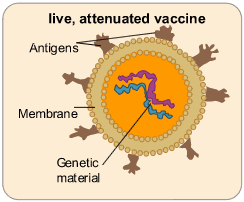 live, attenuated vaccine
Antigens
Membrane
Genetic
material